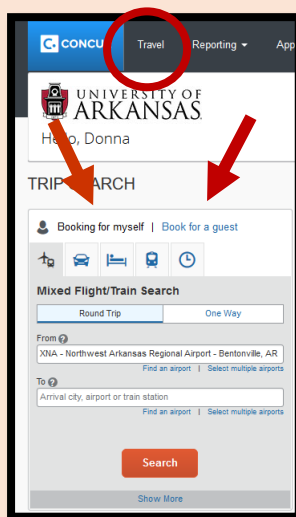 C. CONCU Travel Reporting App
UNIVERSITY OF
ARKANSAS
He o, Donna
TRIP ARCH
Booking for myself | Book for a guest
Mixed Flight/Train Search
Round Trip One Way
From ?
XNA - Northwest Arkansas Regional Airport - Bentonville, AR
Find an airport | Select multiple airports
To ?
Arrival city, airport or train station
Find an airport | Select multiple airports
Search
Show More